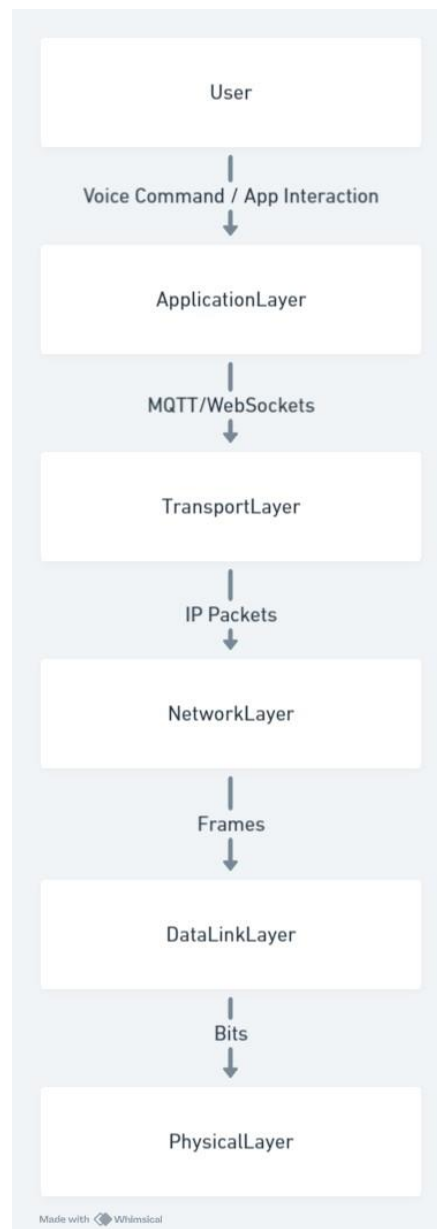 User
Voice Command / App Interaction
ApplicationLayer
MQTT/WebSockets
TransportLayer
IP Packets
NetworkLayer
Frames
DataLinkLayer
Bits
PhysicalLayer
Made with Whimsical